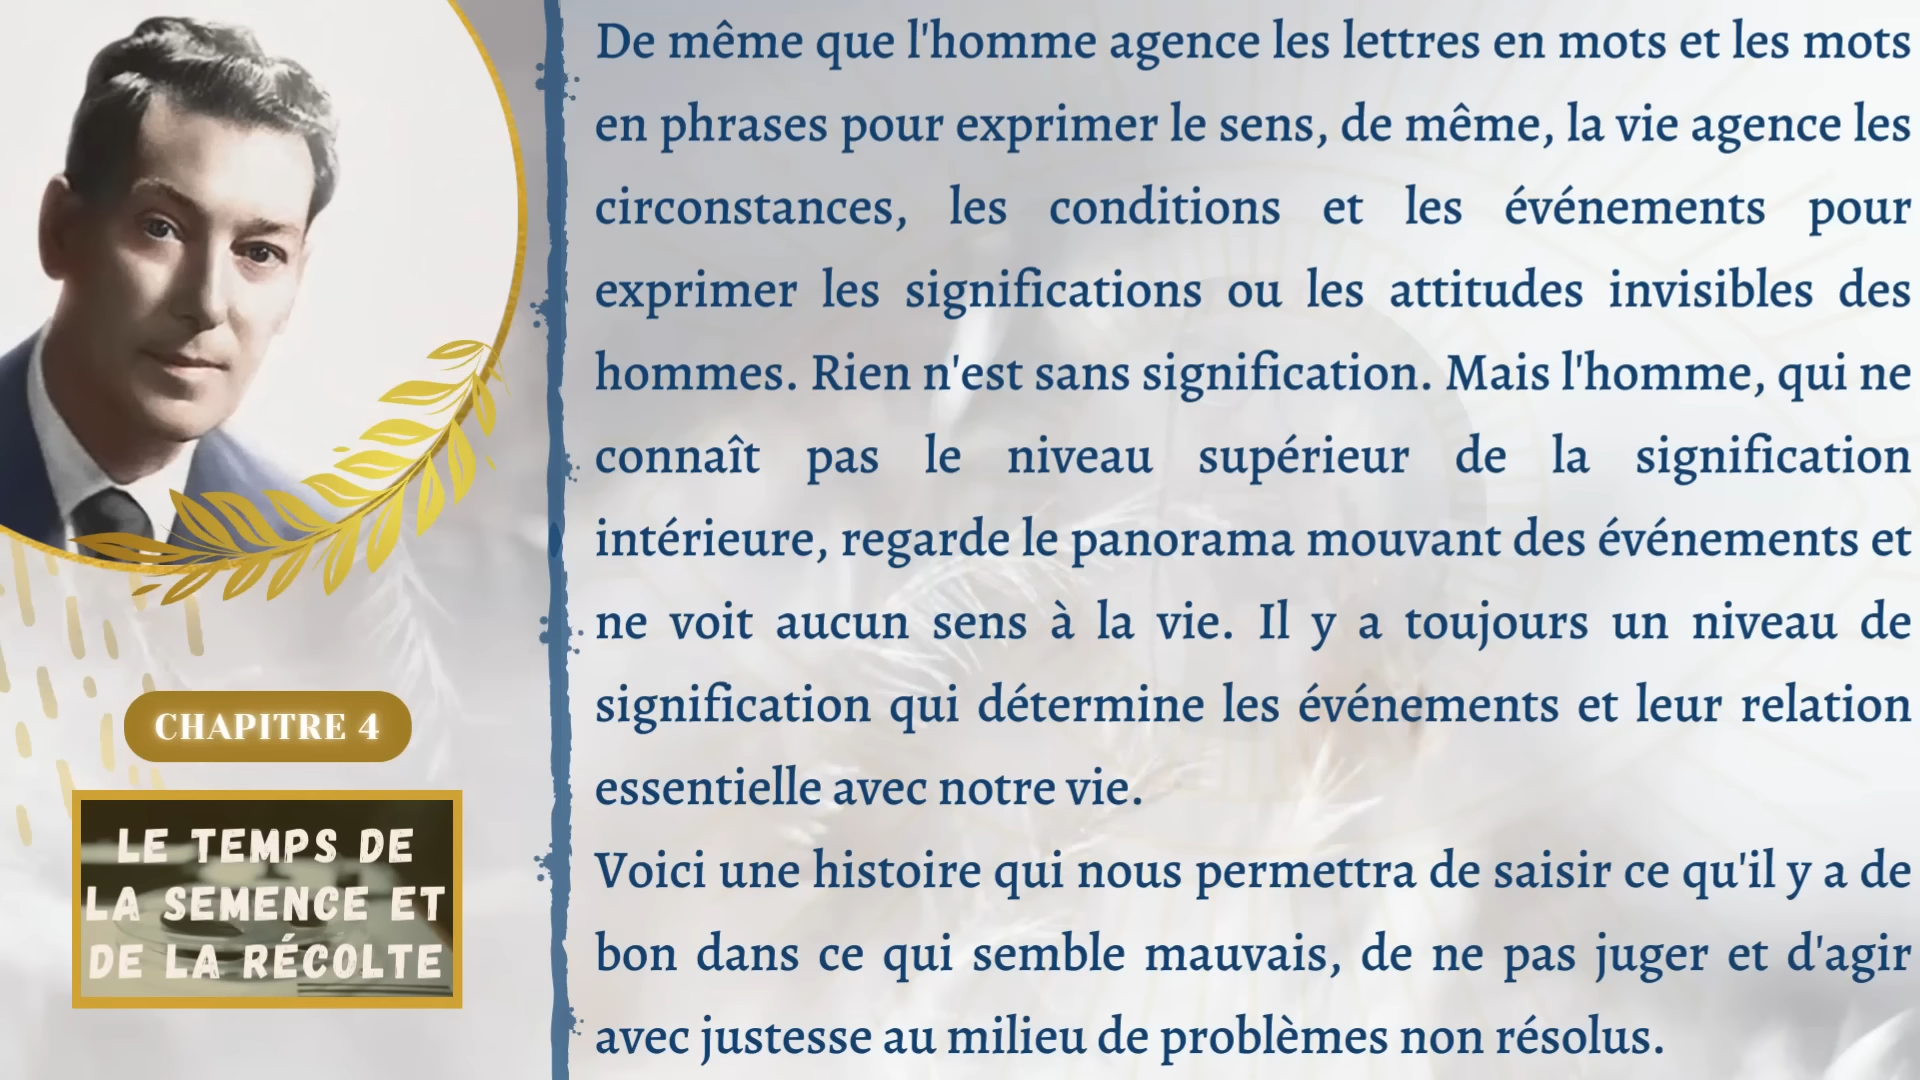 De même que l'homme agence les lettres en mots et les mots
en phrases pour exprimer le sens, de même, la vie agence les
circonstances, les conditions et les événements pour
exprimer les significations ou les attitudes invisibles des
hommes. Rien n'est sans signification. Mais l'homme, qui ne
connaît pas le niveau supérieur de la signification
intérieure, regarde le panorama mouvant des événements et
ne voit aucun sens à la vie. Il y a toujours un niveau de
signification qui détermine les événements et leur relation
essentielle avec notre vie.
Voici une histoire qui nous permettra de saisir ce qu'il y a de
bon dans ce qui semble mauvais, de ne pas juger et d'agir
avec justesse au milieu de problèmes non résolus.
CHAPITRE 4
LE TEMPS DE
LA SEMENCE ET
DE LA RÉCOLTE